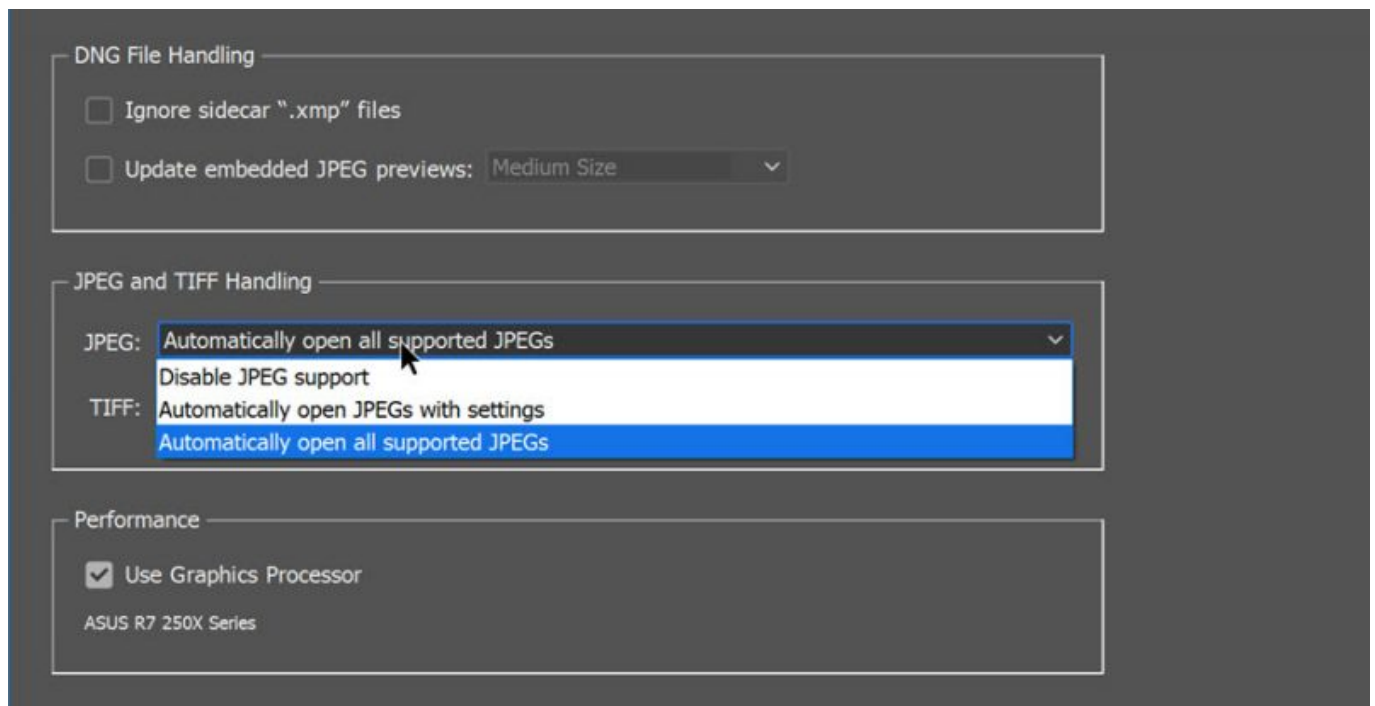 DNG File Handling
Ignore sidecar “.xmp” files
Update embedded JPEG previews: Medium Size
JPEG and TIFF Handling
JPEG: Automatically open all supported JPEGs
Disable JPEG support
TIFF: Automatically open JPEGs with settings
Automatically open all supported JPEGs
Performance
Use Graphics Processor
ASUS R7 250X Series